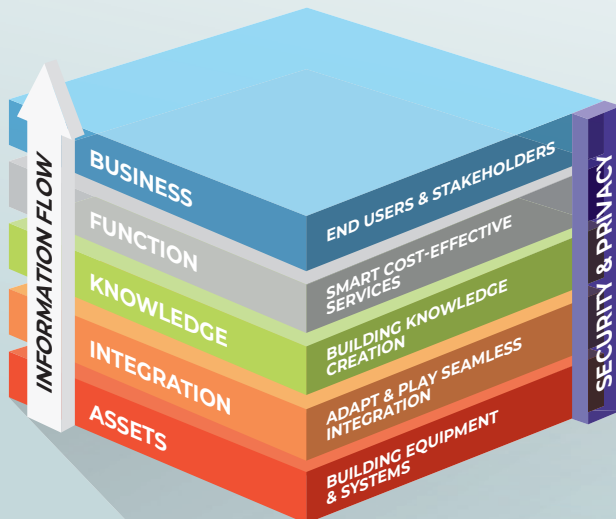 INFORMATION FLOW
BUSINESS
END USERS & STAKEHOLDERS
FUNCTION
SMART COST-EFFECTIVE
SERVICES
KNOWLEDGE
BUILDING KNOWLEDGE
CREATION
INTEGRATION
ADAPT & PLAY SEAMLESS
INTEGRATION
ASSETS
BUILDING EQUIPMENT
& SYSTEMS
SECURITY & PRIVACY